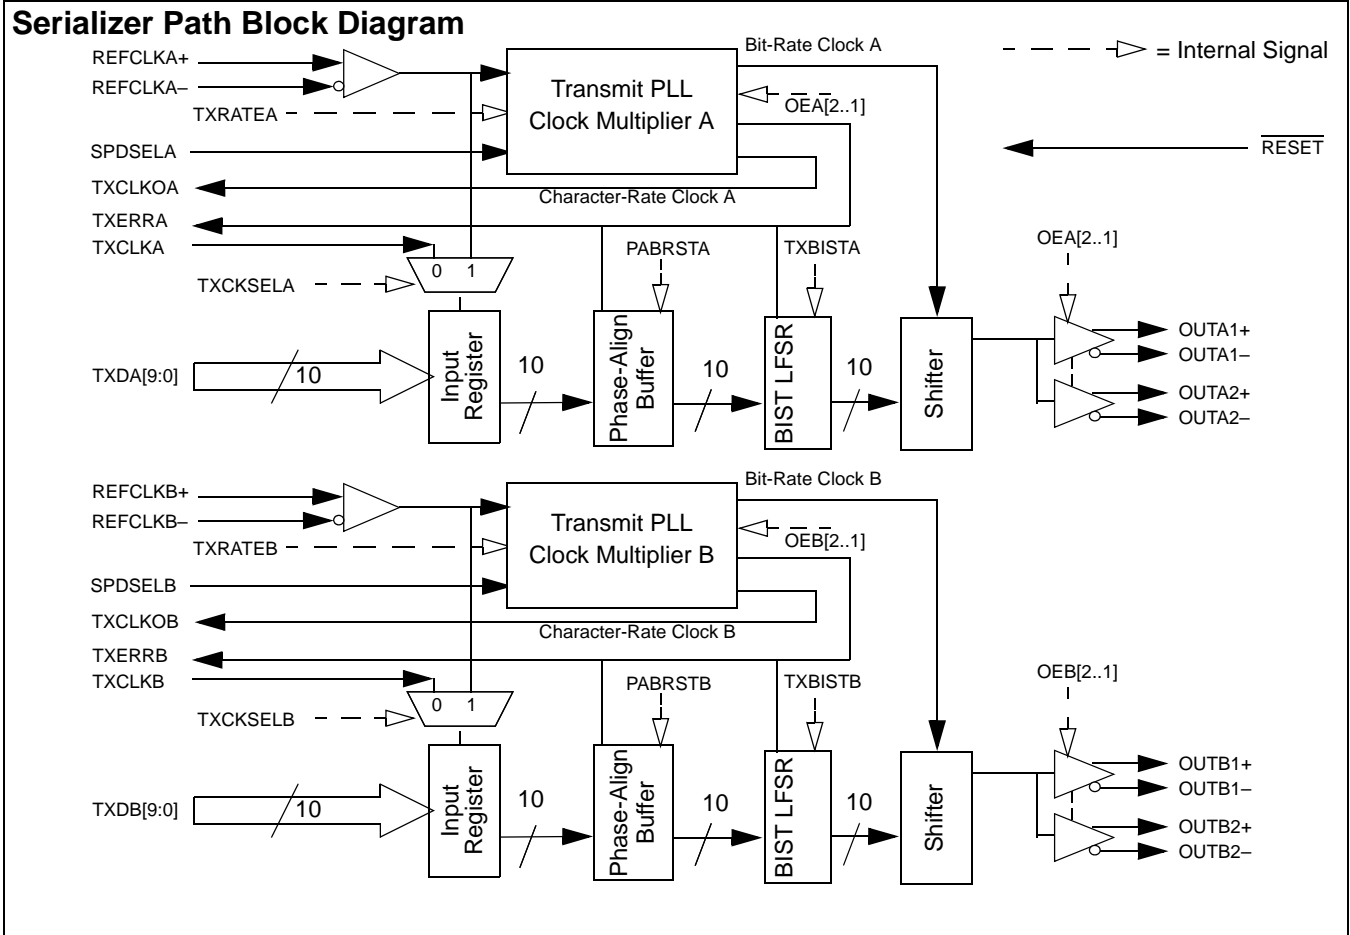 Serializer Path Block Diagram
Bit-Rate Clock A
= Internal Signal
REFCLKA+
REFCLKA–
Transmit PLL
Clock Multiplier A
OEA[2..1]
TXRATEA
SPDSELA
RESET
TXCLKOA
Character-Rate Clock A
TXERRA
TXCLKA
PABRSTA
TXBISTA
OEA[2..1]
0 1
TXCKSELA
TXDA[9:0]
10
Input
Register
10
Phase-Align
Buffer
10
BIST LFSR
10
Shifter
OUTA1+
OUTA1–
OUTA2+
OUTA2–
Bit-Rate Clock B
REFCLKB+
REFCLKB–
Transmit PLL
Clock Multiplier B
OEB[2..1]
TXRATEB
SPDSELB
TXCLKOB
Character-Rate Clock B
TXERRB
TXCLKB
PABRSTB
TXBISTB
OEB[2..1]
0 1
TXCKSELB
TXDB[9:0]
10
Input
Register
10
Phase-Align
Buffer
10
BIST LFSR
10
Shifter
OUTB1+
OUTB1–
OUTB2+
OUTB2–